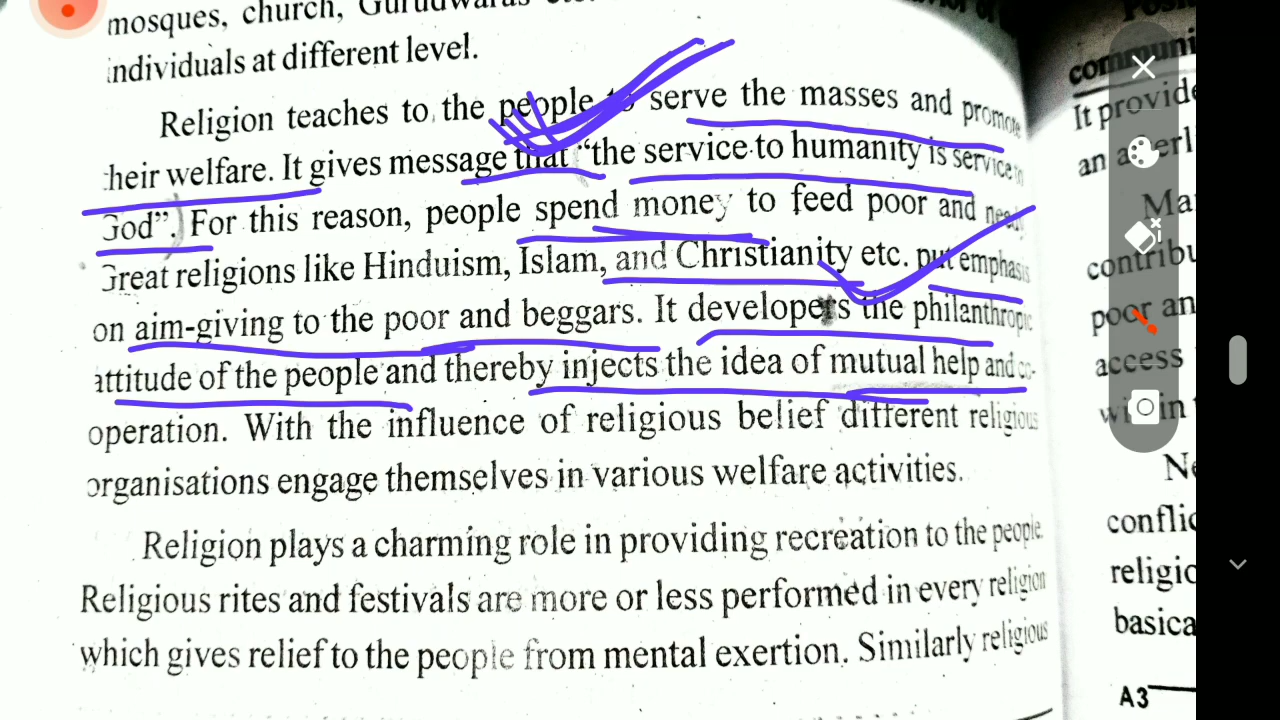 mosques, church, Gurudwaras etc.
individuals at different level.
Religion teaches to the people to serve the masses and promote
their welfare. It gives message that “the service to humanity is service to
God”. For this reason, people spend money to feed poor and needy
Great religions like Hinduism, Islam, and Christianity etc. put emphasis
on aim-giving to the poor and beggars. It developers the philanthropic
attitude of the people and thereby injects the idea of mutual help and co-
operation. With the influence of religious belief different religious
organisations engage themselves in various welfare activities.
Religion plays a charming role in providing recreation to the people.
Religious rites and festivals are more or less performed in every religion
which gives relief to the people from mental exertion. Similarly religious
communi
It provide
an
Ma
contribu
poor an
access
in
Ne
conflic
religio
basica
A3